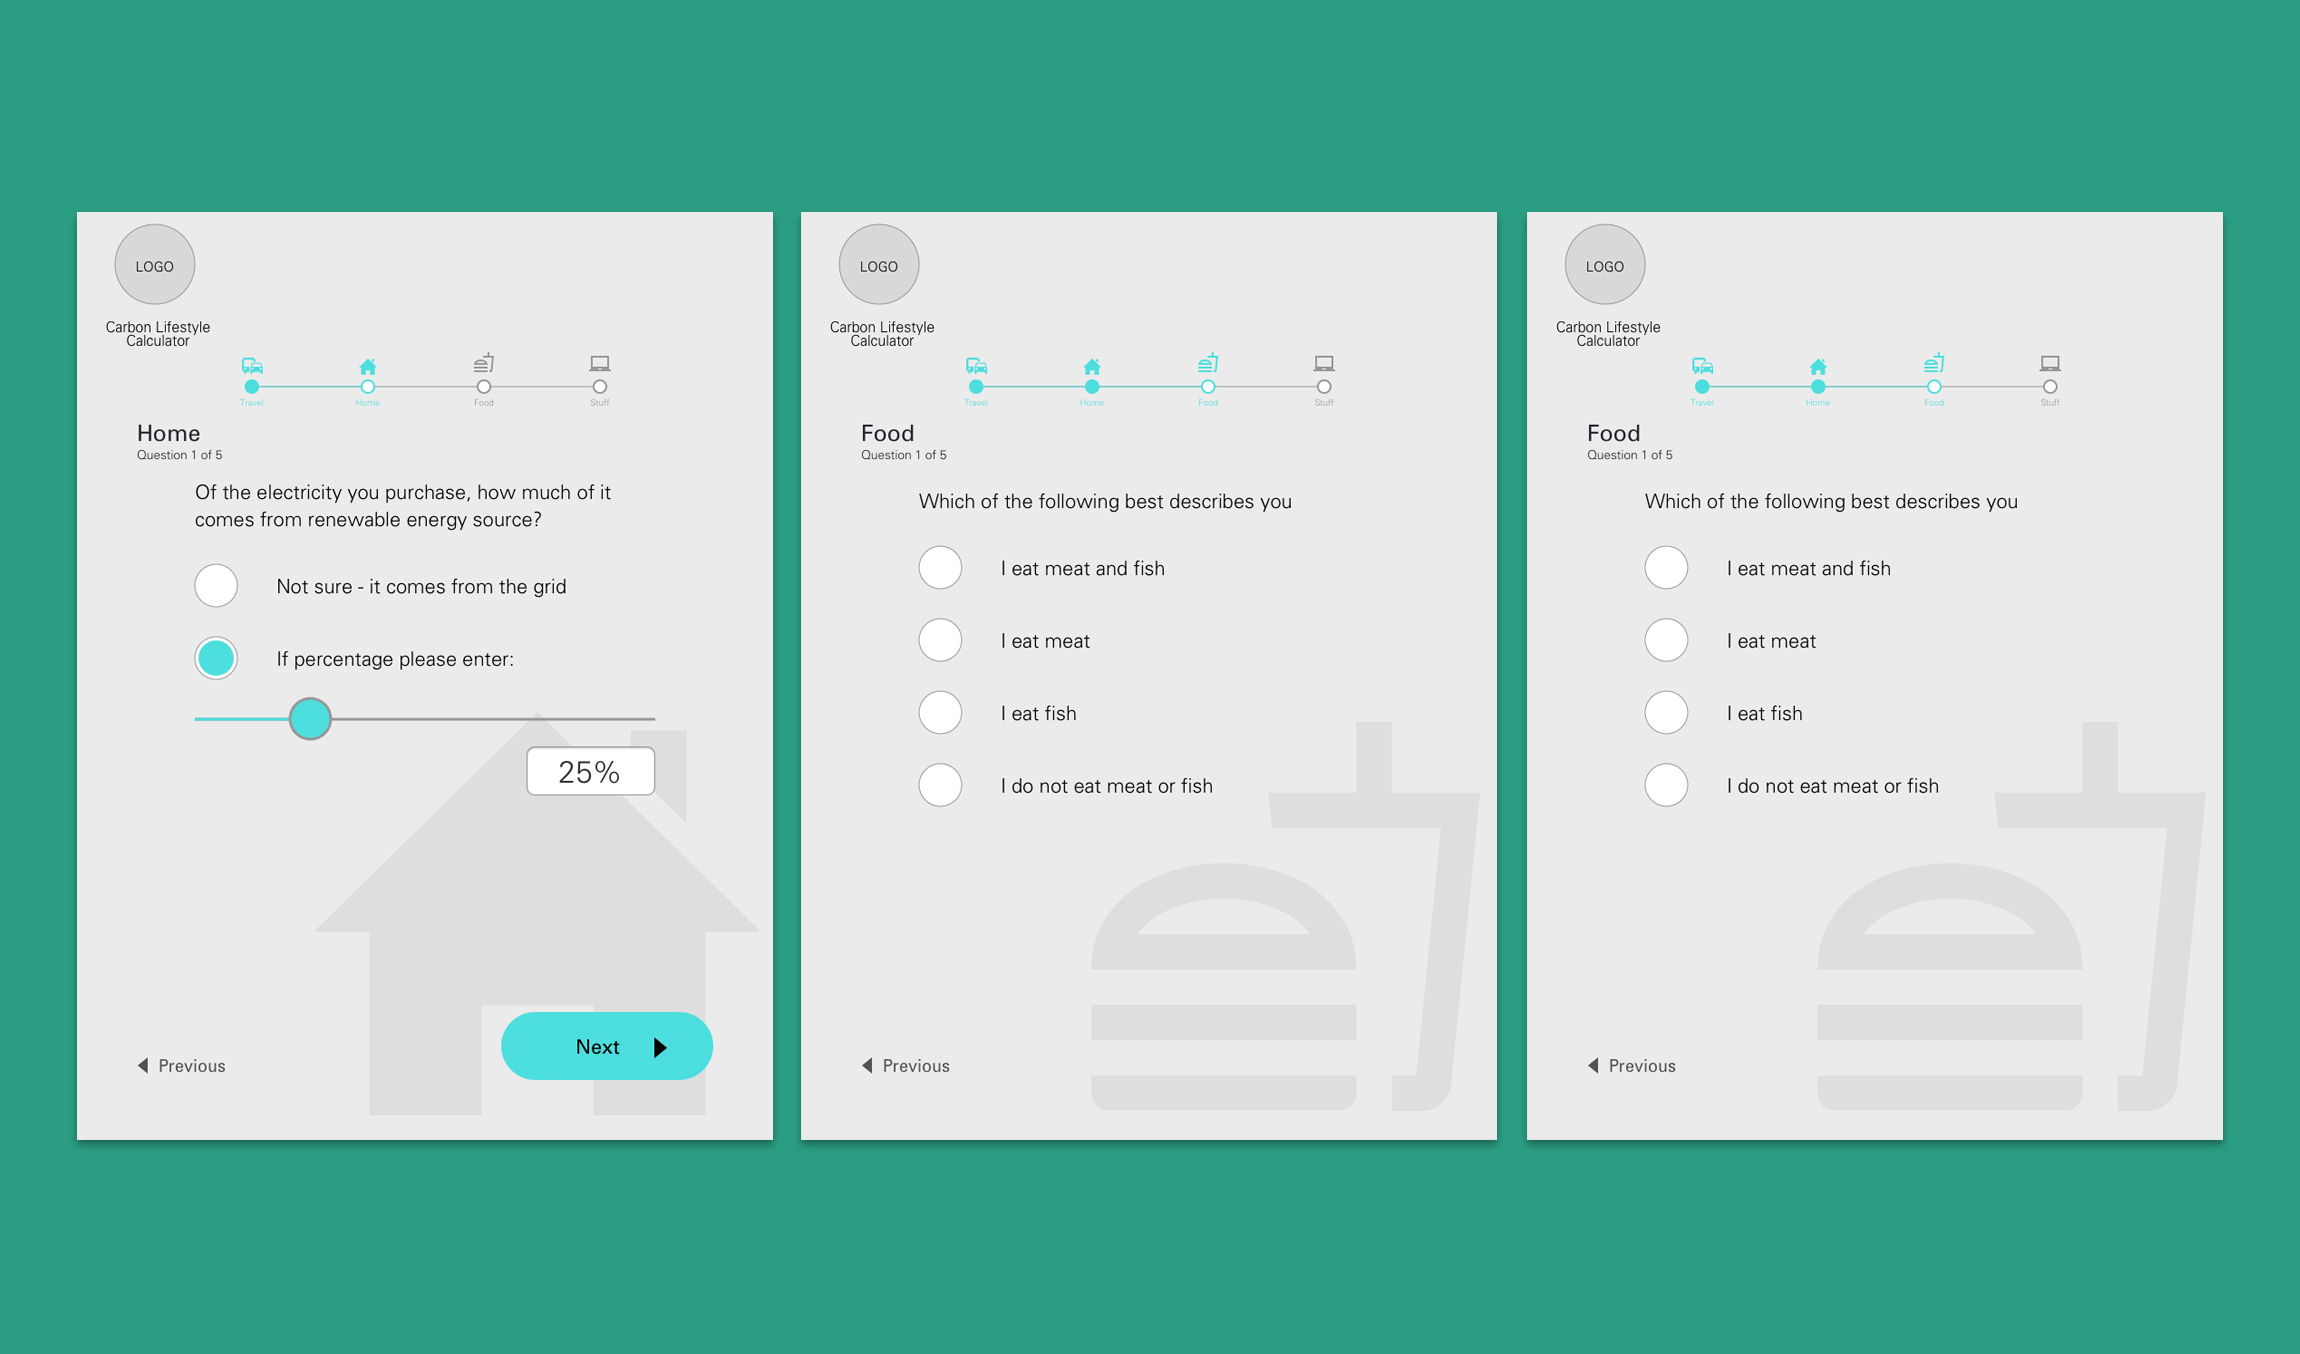 LOGO
Carbon Lifestyle
Calculator
Travel
Home
Food
Stuff
Home
Question 1 of 5
Of the electricity you purchase, how much of it
comes from renewable energy source?
Not sure - it comes from the grid
If percentage please enter:
25%
Previous
Next
LOGO
Carbon Lifestyle
Calculator
Travel
Home
Food
Stuff
Food
Question 1 of 5
Which of the following best describes you
I eat meat and fish
I eat meat
I eat fish
I do not eat meat or fish
Previous
LOGO
Carbon Lifestyle
Calculator
Travel
Home
Food
Stuff
Food
Question 1 of 5
Which of the following best describes you
I eat meat and fish
I eat meat
I eat fish
I do not eat meat or fish
Previous